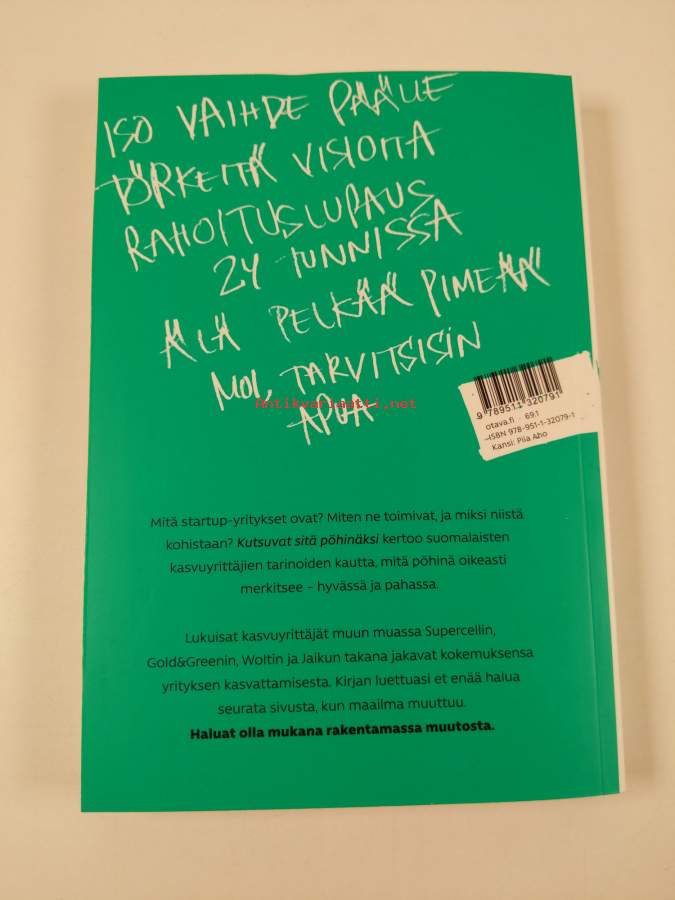 ISO VAIHDE PÄÄLLE
TÖRKEITÄ VISIOITA
RAHOITUSLUPAUS
24 TUNNISSA
ÄLÄ PELKÄÄ PIMEÄÄ
MOI, TARVITSISIN
APUA
Antikvariaatti.net
9 789511 320791
otava.fi 69.1
ISBN 978-951-1-32079-1
Kansi: Piia Aho
Mitä startup-yritykset ovat? Miten ne toimivat, ja miksi niistä
kohistaan? Kutsuvat sitä pöhinäksi kertoo suomalaisten
kasvuyrittäjien tarinoiden kautta, mitä pöhinä oikeasti
merkitsee – hyvässä ja pahassa.
Lukuisat kasvuyrittäjät muun muassa Supercellin,
Gold&Greenin, Woltin ja Jaikun takana jakavat kokemuksensa
yrityksen kasvattamisesta. Kirjan luettuasi et enää halua
seurata sivusta, kun maailma muuttuu.
Haluat olla mukana rakentamassa muutosta.